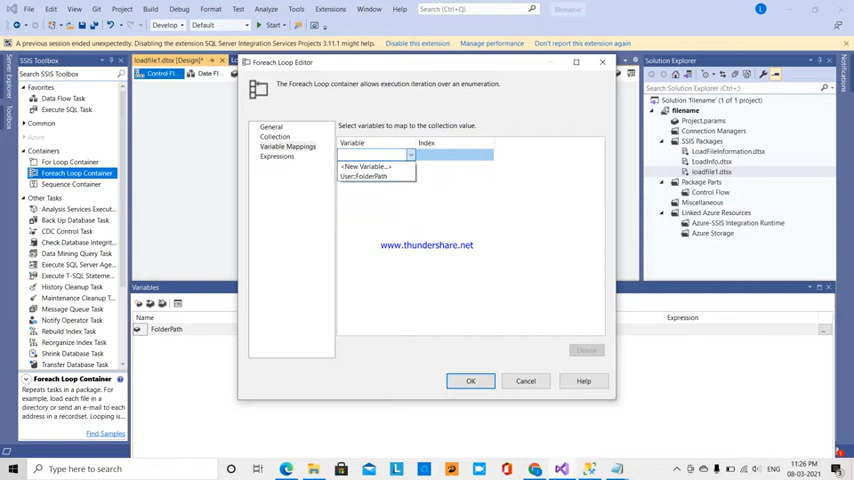 File Edit View Git Project Build Debug Format Test Analyze Tools Extensions Window Help Search (Ctrl+Q) filename L
Develop Default Start
A previous session ended unexpectedly. Disabling the extension SQL Server Integration Services Projects 3.11.1 might help. Disable this extension Manage performance Don't report this extension
SSIS Toolbox
Search SSIS Toolbox
Favorites
Data Flow Task
Execute SQL Task
Common
Azure
Containers
For Loop Container
Foreach Loop Container
Sequence Container
Other Tasks
Analysis Services Execut...
Back Up Database Task
CDC Control Task
Check Database Integrit...
Data Mining Query Task
Execute SQL Server Age...
Execute T-SQL Statemen...
History Cleanup Task
Maintenance Cleanup T...
Message Queue Task
Notify Operator Task
Rebuild Index Task
Reorganize Index Task
Shrink Database Task
Transfer Database Task
Foreach Loop Container
Repeats tasks in a package. For
example, load each file in a
directory or send an e-mail to each
address in a recordset. Looping is...
Find Samples
Server Explorer
Toolbox
loadfile1.dtsx [Design]*
Control Fl...
Data Fl...
Foreach Loop Editor
The Foreach Loop container allows execution iteration over an enumeration.
General
Collection
Variable Mappings
Expressions
Select variables to map to the collection value.
Variable Index
<New Variable...>
User::FolderPath
www.thundershare.net
Delete
OK Cancel Help
Variables
Name Expression
FolderPath
Solution Explorer
Search Solution Explorer (Ctrl+;)
Solution 'filename' (1 of 1 project)
filename
Project.params
Connection Managers
SSIS Packages
LoadFileInformation.dtsx
LoadInfo.dtsx
loadfile1.dtsx
Package Parts
Control Flow
Miscellaneous
Linked Azure Resources
Azure-SSIS Integration Runtime
Azure Storage
Notifications
Type here to search
ENG
11:26 PM
08-03-2021